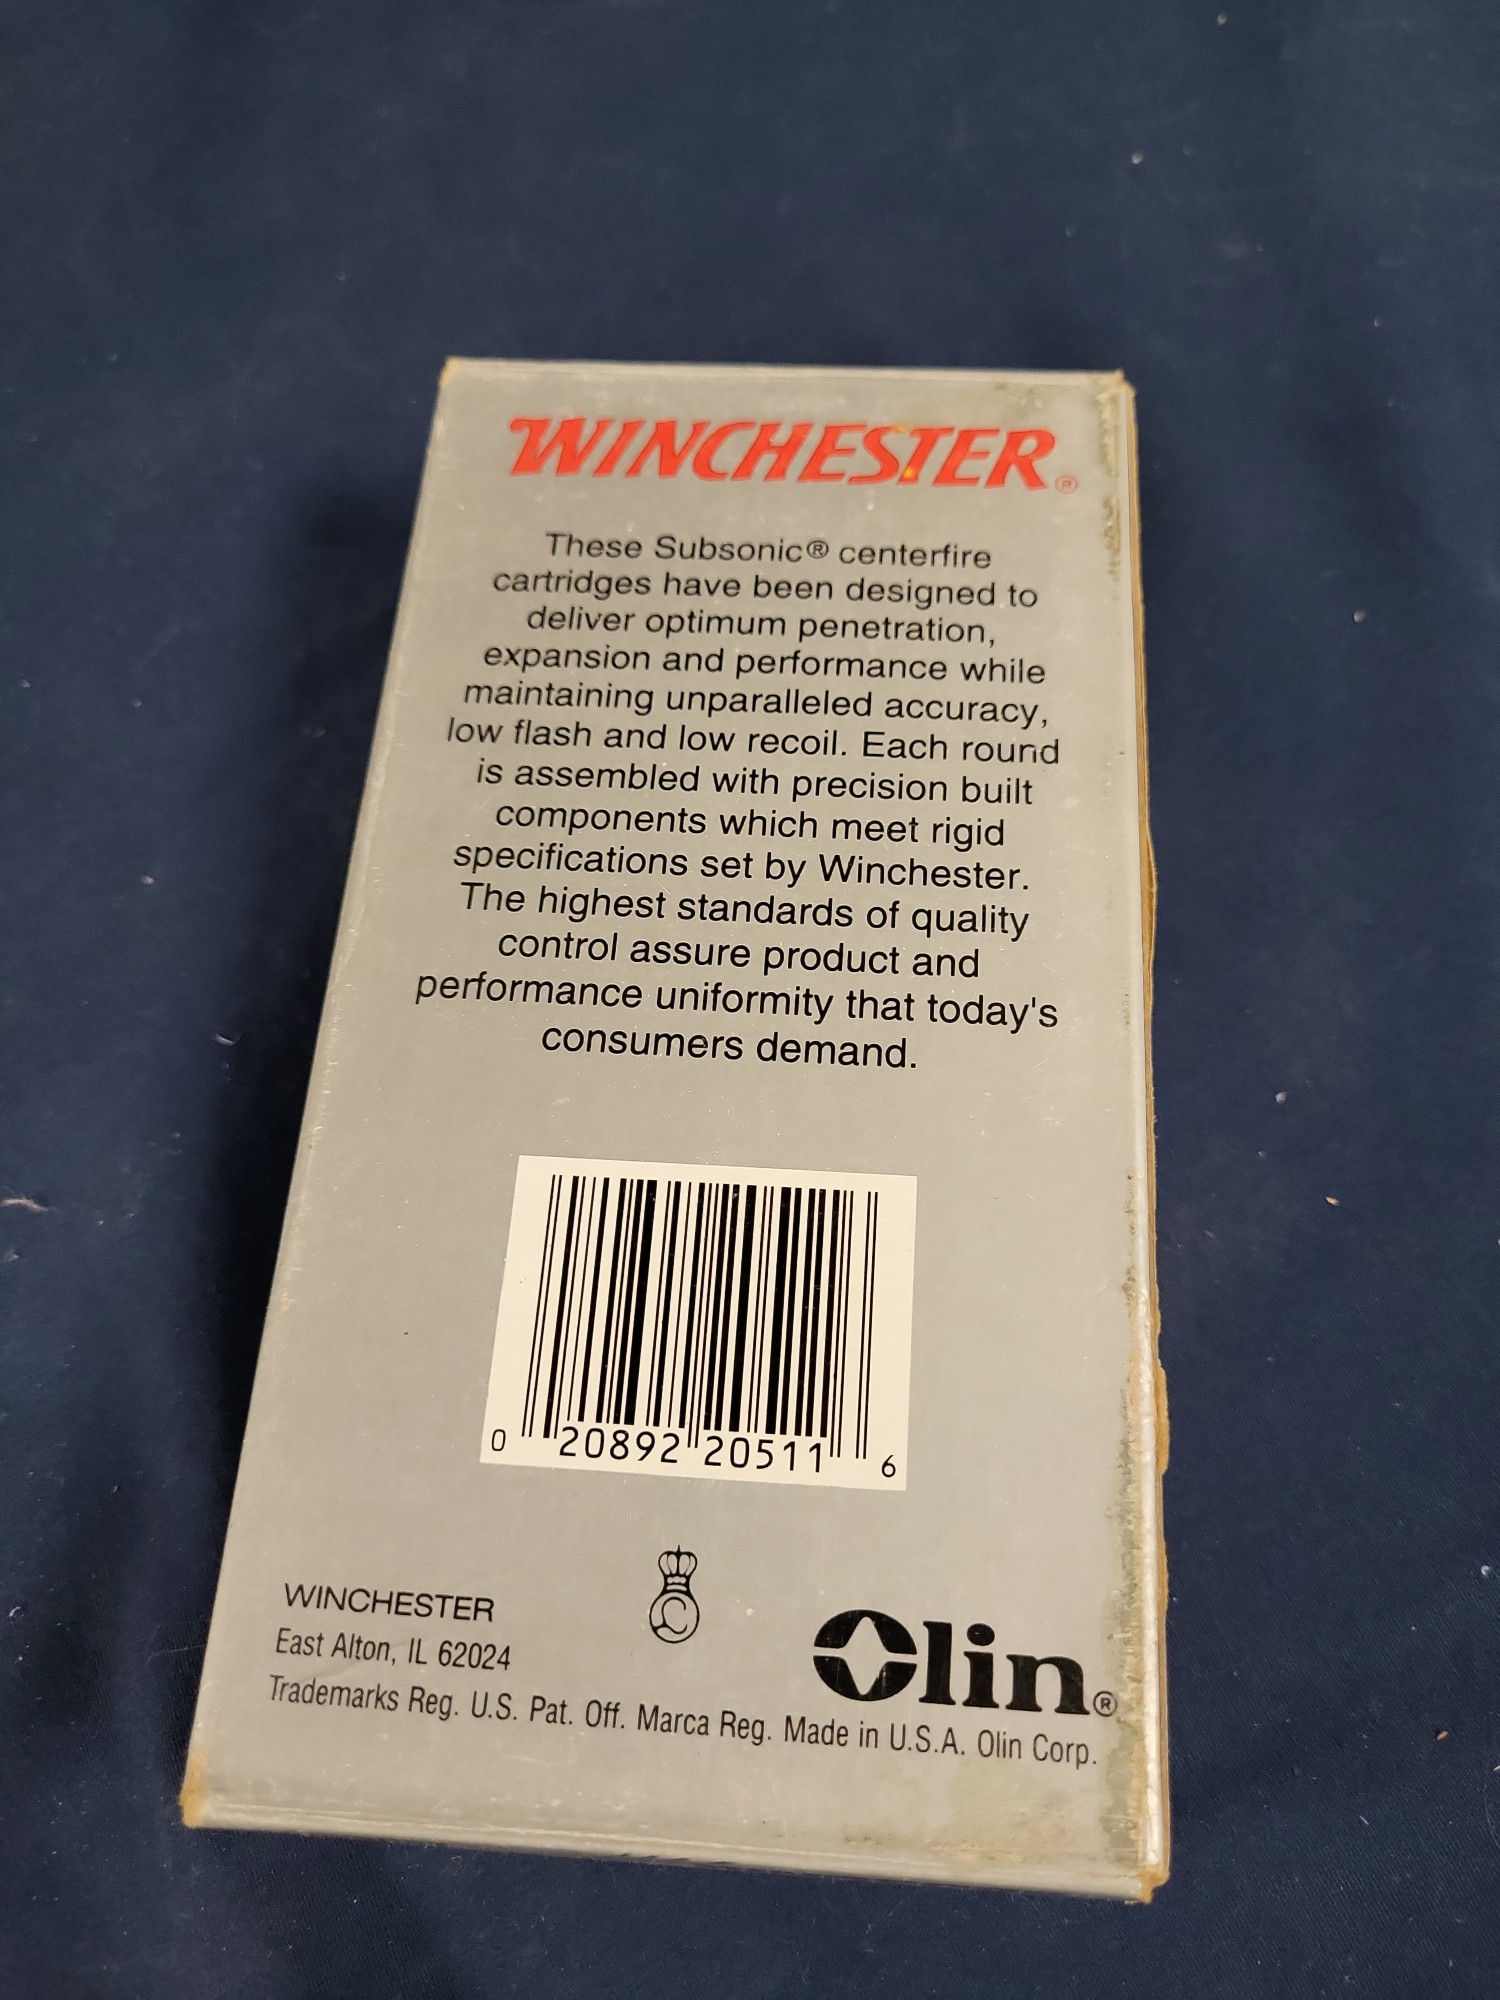 WINCHESTER®
These Subsonic® centerfire
cartridges have been designed to
deliver optimum penetration,
expansion and performance while
maintaining unparalleled accuracy,
low flash and low recoil. Each round
is assembled with precision built
components which meet rigid
specifications set by Winchester.
The highest standards of quality
control assure product and
performance uniformity that today's
consumers demand.
0 20892 20511 6
WINCHESTER
East Alton, IL 62024
C
Olin®
Trademarks Reg. U.S. Pat. Off. Marca Reg. Made in U.S.A. Olin Corp.